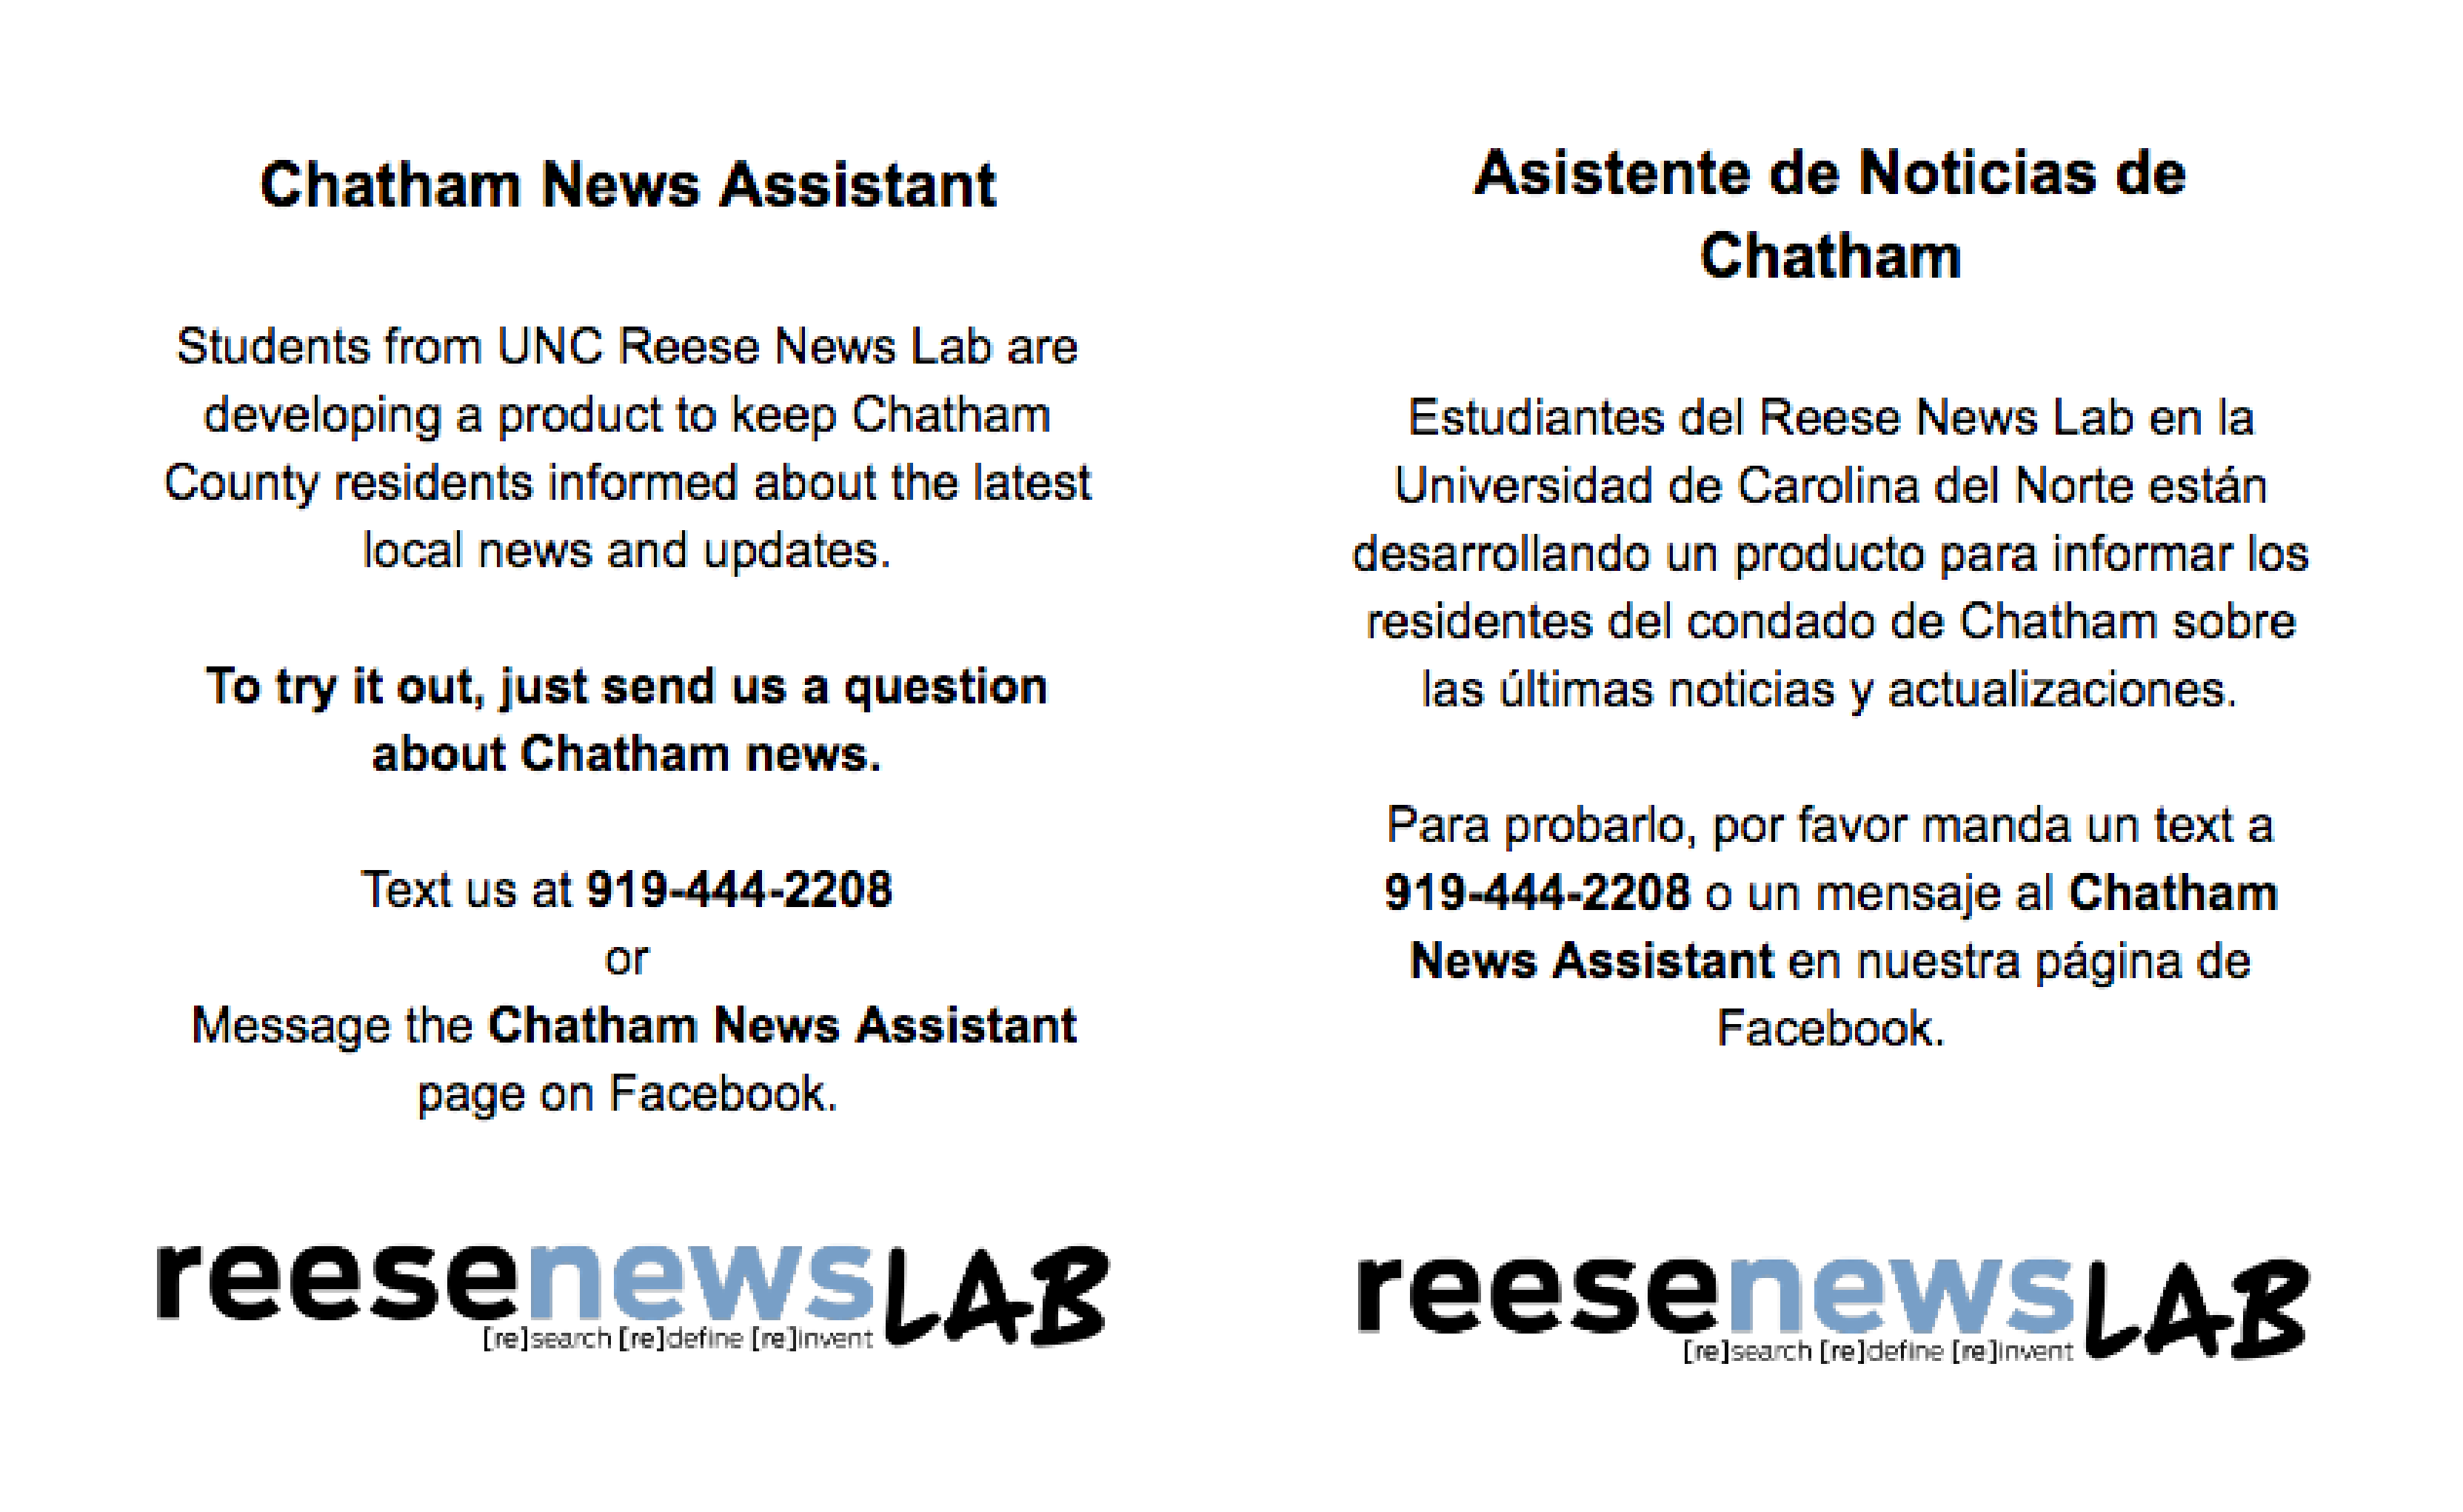 Chatham News Assistant
Students from UNC Reese News Lab are
developing a product to keep Chatham
County residents informed about the latest
local news and updates.
To try it out, just send us a question
about Chatham news.
Text us at 919-444-2208
or
Message the Chatham News Assistant
page on Facebook.
reesenewsLAB
[re]search [re]define [re]invent
Asistente de Noticias de
Chatham
Estudiantes del Reese News Lab en la
Universidad de Carolina del Norte están
desarrollando un producto para informar los
residentes del condado de Chatham sobre
las últimas noticias y actualizaciones.
Para probarlo, por favor manda un text a
919-444-2208 o un mensaje al Chatham
News Assistant en nuestra página de
Facebook.
reesenewsLAB
[re]search [re]define [re]invent